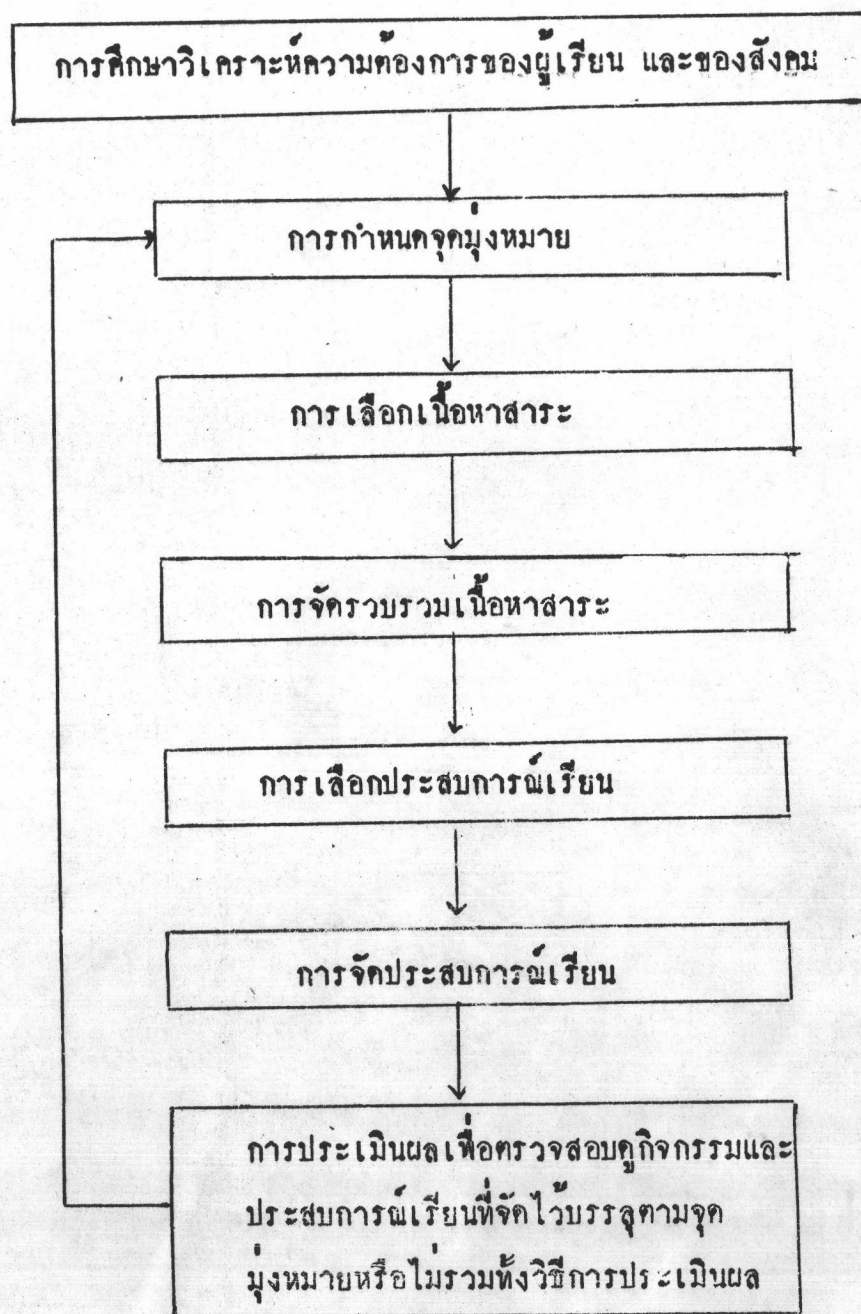 การศึกษาวิเคราะห์ความต้องการของผู้เรียน และของสังคม
การกำหนดจุดมุ่งหมาย
การเลือกเนื้อหาสาระ
การจัดรวบรวมเนื้อหาสาระ
การเลือกประสบการณ์เรียน
การจัดประสบการณ์เรียน
การประเมินผลเพื่อตรวจสอบดูกิจกรรมและ
ประสบการณ์เรียนที่จัดไว้บรรลุตามจุด
มุ่งหมายหรือไม่รวมทั้งวิธีการประเมินผล